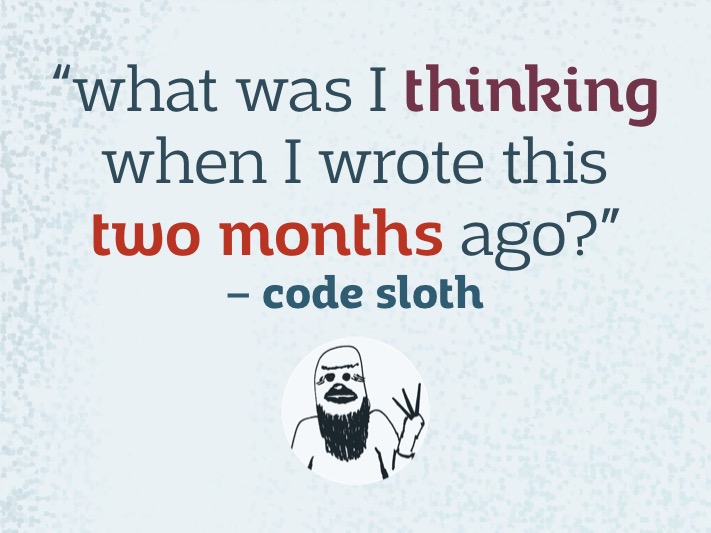 “what was I thinking
when I wrote this
two months ago?”
– code sloth